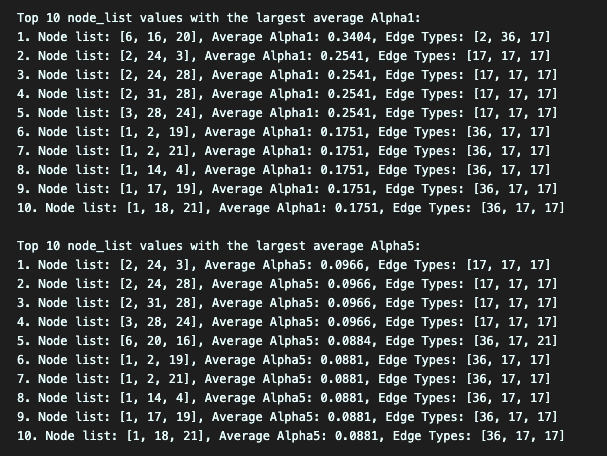 Top 10 node_list values with the largest average Alpha1:
1. Node list: [6, 16, 20], Average Alpha1: 0.3404, Edge Types: [2, 36, 17]
2. Node list: [2, 24, 3], Average Alpha1: 0.2541, Edge Types: [17, 17, 17]
3. Node list: [2, 24, 28], Average Alpha1: 0.2541, Edge Types: [17, 17, 17]
4. Node list: [2, 31, 28], Average Alpha1: 0.2541, Edge Types: [17, 17, 17]
5. Node list: [3, 28, 24], Average Alpha1: 0.2541, Edge Types: [17, 17, 17]
6. Node list: [1, 2, 19], Average Alpha1: 0.1751, Edge Types: [36, 17, 17]
7. Node list: [1, 2, 21], Average Alpha1: 0.1751, Edge Types: [36, 17, 17]
8. Node list: [1, 14, 4], Average Alpha1: 0.1751, Edge Types: [36, 17, 17]
9. Node list: [1, 17, 19], Average Alpha1: 0.1751, Edge Types: [36, 17, 17]
10. Node list: [1, 18, 21], Average Alpha1: 0.1751, Edge Types: [36, 17, 17]
Top 10 node_list values with the largest average Alpha5:
1. Node list: [2, 24, 3], Average Alpha5: 0.0966, Edge Types: [17, 17, 17]
2. Node list: [2, 24, 28], Average Alpha5: 0.0966, Edge Types: [17, 17, 17]
3. Node list: [2, 31, 28], Average Alpha5: 0.0966, Edge Types: [17, 17, 17]
4. Node list: [3, 28, 24], Average Alpha5: 0.0966, Edge Types: [17, 17, 17]
5. Node list: [6, 20, 16], Average Alpha5: 0.0884, Edge Types: [36, 17, 21]
6. Node list: [1, 2, 19], Average Alpha5: 0.0881, Edge Types: [36, 17, 17]
7. Node list: [1, 2, 21], Average Alpha5: 0.0881, Edge Types: [36, 17, 17]
8. Node list: [1, 14, 4], Average Alpha5: 0.0881, Edge Types: [36, 17, 17]
9. Node list: [1, 17, 19], Average Alpha5: 0.0881, Edge Types: [36, 17, 17]
10. Node list: [1, 18, 21], Average Alpha5: 0.0881, Edge Types: [36, 17, 17]